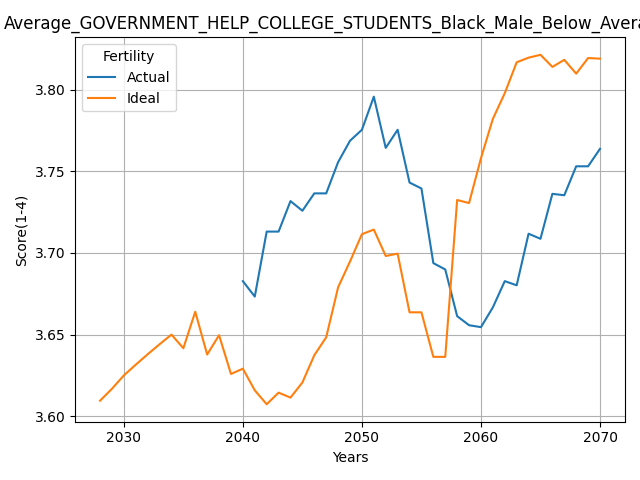 Average_GOVERNMENT_HELP_COLLEGE_STUDENTS_Black_Male_Below_Avera
Fertility
Actual
Ideal
3.80
3.75
3.70
3.65
3.60
Score(1-4)
2030 2040 2050 2060 2070
Years